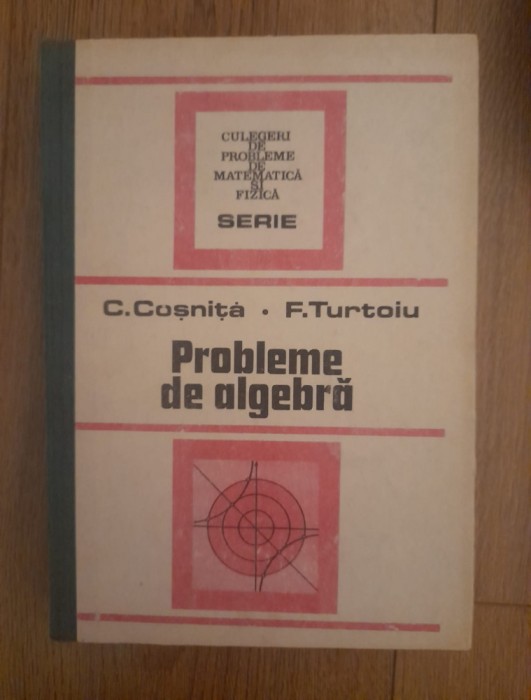 CULEGERI
DE
PROBLEME
DE
MATEMATICĂ
ȘI
FIZICĂ
SERIE
C.Coșniță • F.Turtoiu
Probleme
de algebră